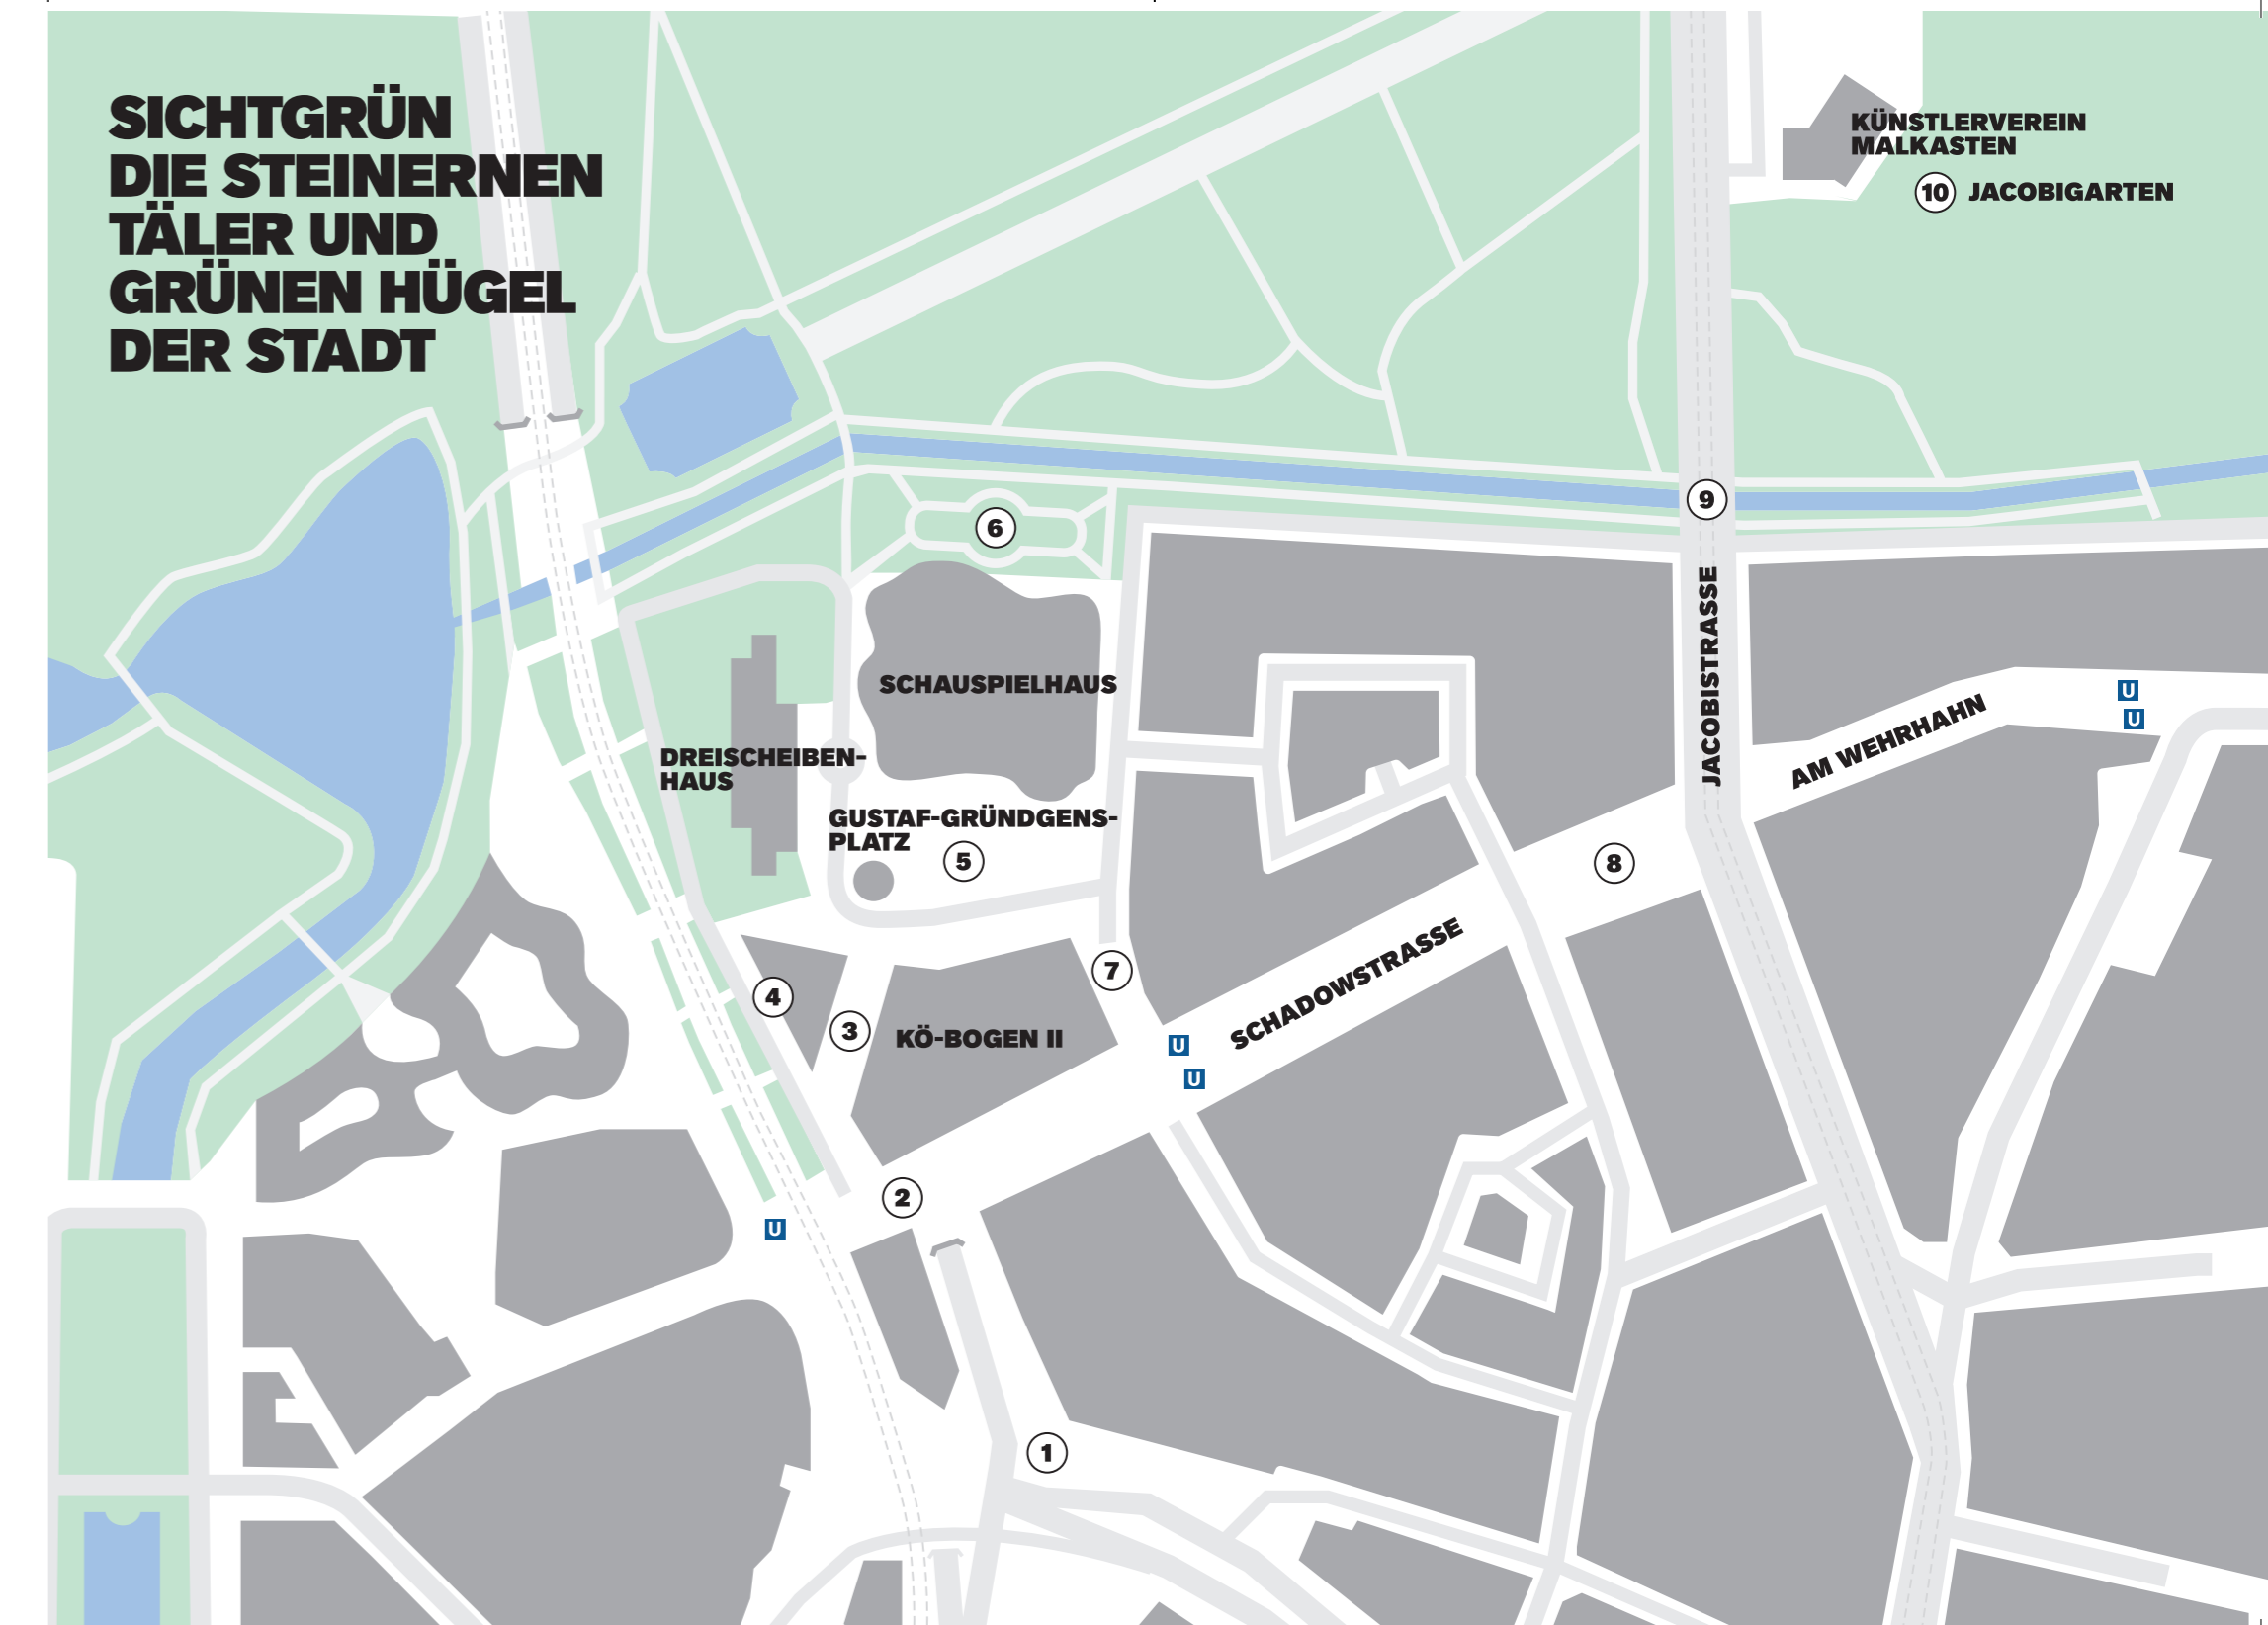 SICHTGRÜN
DIE STEINERNEN
TÄLER UND
GRÜNEN HÜGEL
DER STADT
KÜNSTLERVEREIN
MALKASTEN
10 JACOBIGARTEN
9
6
JACOBISTRASSE
SCHAUSPIELHAUS
U
U
AM WEHRHAHN
DREISCHEIBEN-
HAUS
GUSTAF-GRÜNDGENS-
PLATZ
5
8
SCHADOWSTRASSE
7
4
3
KÖ-BOGEN II
U
U
2
U
1